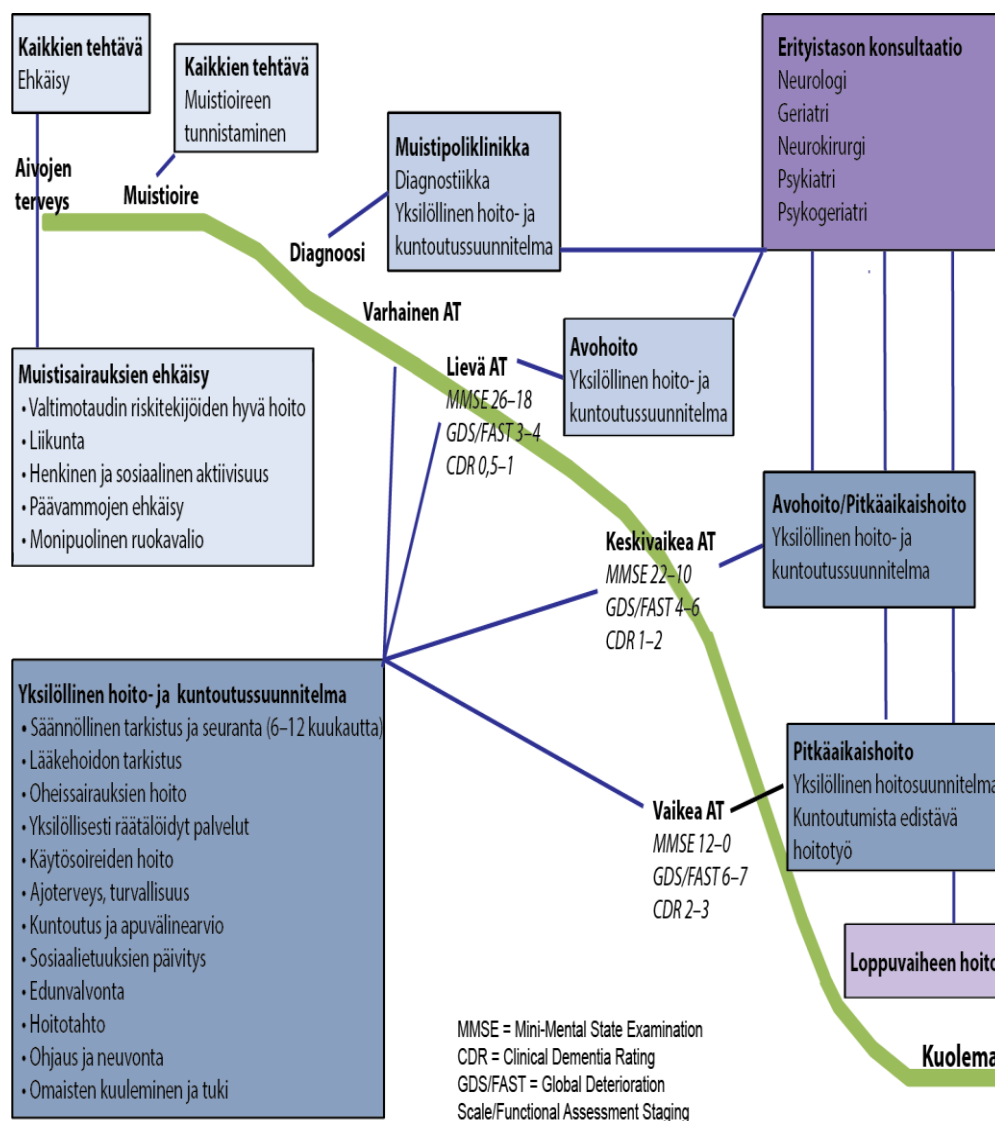 Kaikkien tehtävä
Ehkäisy
Kaikkien tehtävä
Muistioireen
tunnistaminen
Erityistason konsultaatio
Neurologi
Geriatri
Neurokirurgi
Psykiatri
Psykogeriatri
Aivojen
terveys
Muistioire
Diagnoosi
Muistipoliklinikka
Diagnostiikka
Yksilöllinen hoito- ja
kuntoutussuunnitelma
Varhainen AT
Muistisairauksien ehkäisy
• Valtimotaudin riskitekijöiden hyvä hoito
• Liikunta
• Henkinen ja sosiaalinen aktiivisuus
• Päävammojen ehkäisy
• Monipuolinen ruokavalio
Lievä AT
MMSE 26–18
GDS/FAST 3–4
CDR 0,5–1
Avohoito
Yksilöllinen hoito- ja
kuntoutussuunnitelma
Keskivaikea AT
MMSE 22–10
GDS/FAST 4–6
CDR 1–2
Avohoito/Pitkäaikaishoito
Yksilöllinen hoito- ja
kuntoutussuunnitelma
Yksilöllinen hoito- ja kuntoutussuunnitelma
• Säännöllinen tarkistus ja seuranta (6–12 kuukautta)
• Lääkehoidon tarkistus
• Oheissairauksien hoito
• Yksilöllisesti räätälöidyt palvelut
• Käytösoireiden hoito
• Ajoterveys, turvallisuus
• Kuntoutus ja apuvälinearvio
• Sosiaalietuuksien päivitys
• Edunvalvonta
• Hoitotahto
• Ohjaus ja neuvonta
• Omaisten kuuleminen ja tuki
Vaikea AT
MMSE 12–0
GDS/FAST 6–7
CDR 2–3
Pitkäaikaishoito
Yksilöllinen hoitosuunnitelma
Kuntoutumista edistävä
hoitotyö
Loppuvaiheen hoito
Kuolema
MMSE = Mini-Mental State Examination
CDR = Clinical Dementia Rating
GDS/FAST = Global Deterioration
Scale/Functional Assessment Staging